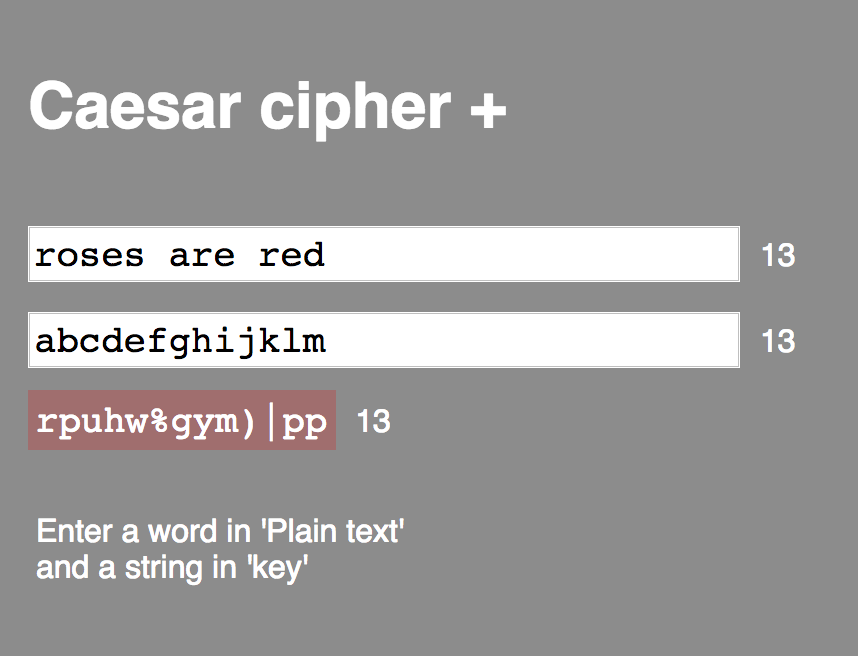 Caesar cipher +
roses are red 13
abcdefghijklm 13
rpuhw%gym)|pp 13
Enter a word in 'Plain text'
and a string in 'key'